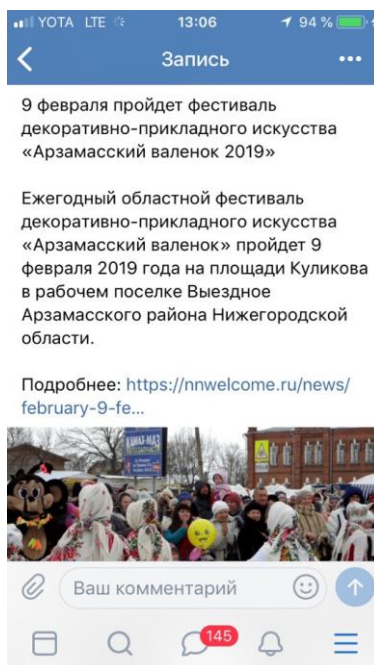 YOTA LTE 13:06 94 %
Запись
9 февраля пройдет фестиваль
декоративно-прикладного искусства
«Арзамасский валенок 2019»
Ежегодный областной фестиваль
декоративно-прикладного искусства
«Арзамасский валенок» пройдет 9
февраля 2019 года на площади Куликова
в рабочем поселке Выездное
Арзамасского района Нижегородской
области.
Подробнее: https://nnwelcome.ru/news/
february-9-fe...
Ваш комментарий
145